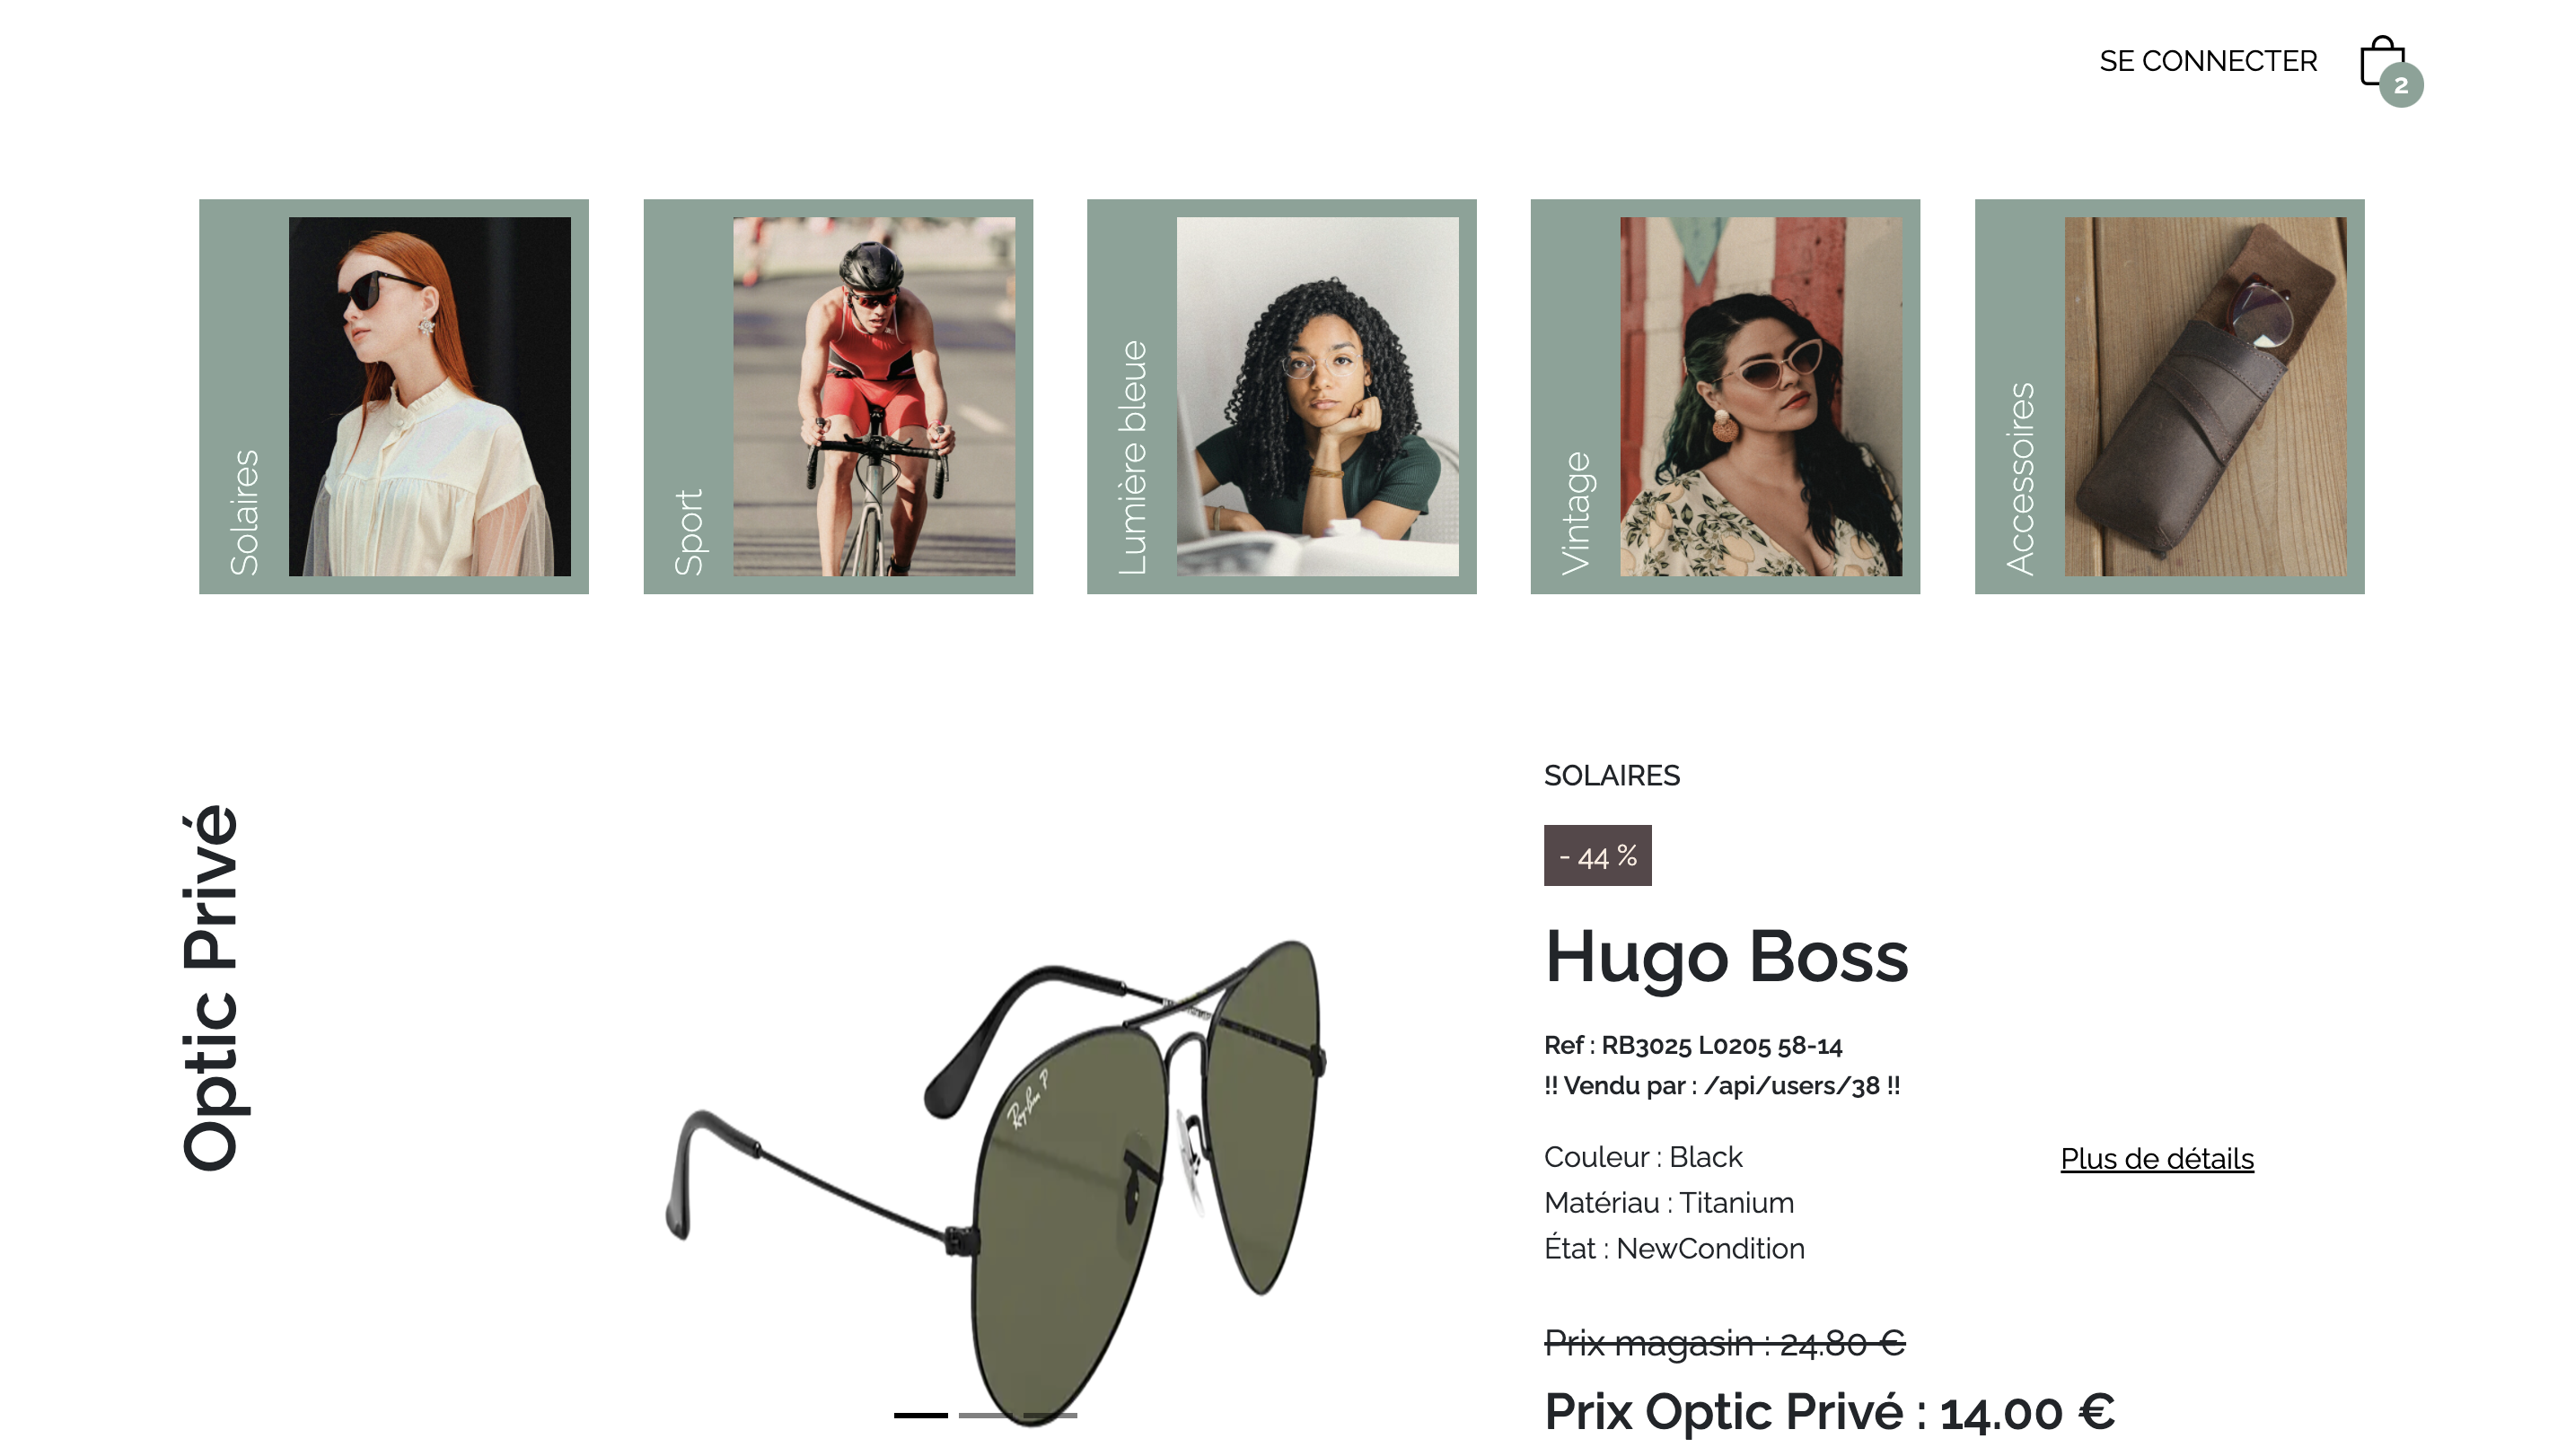 SE CONNECTER
2
Solaires
Sport
Lumière bleue
Vintage
Accessoires
Optic Privé
Ray-Ban P
SOLAIRES
- 44 %
Hugo Boss
Ref : RB3025 L0205 58-14
!! Vendu par : /api/users/38 !!
Couleur : Black
Plus de détails
Matériau : Titanium
État : NewCondition
Prix magasin : 24.80 €
Prix Optic Privé : 14.00 €